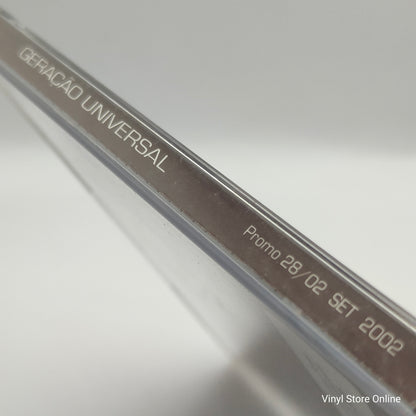 GERAÇÃO UNIVERSAL
Promo 28/02 SET 2002
Vinyl Store Online